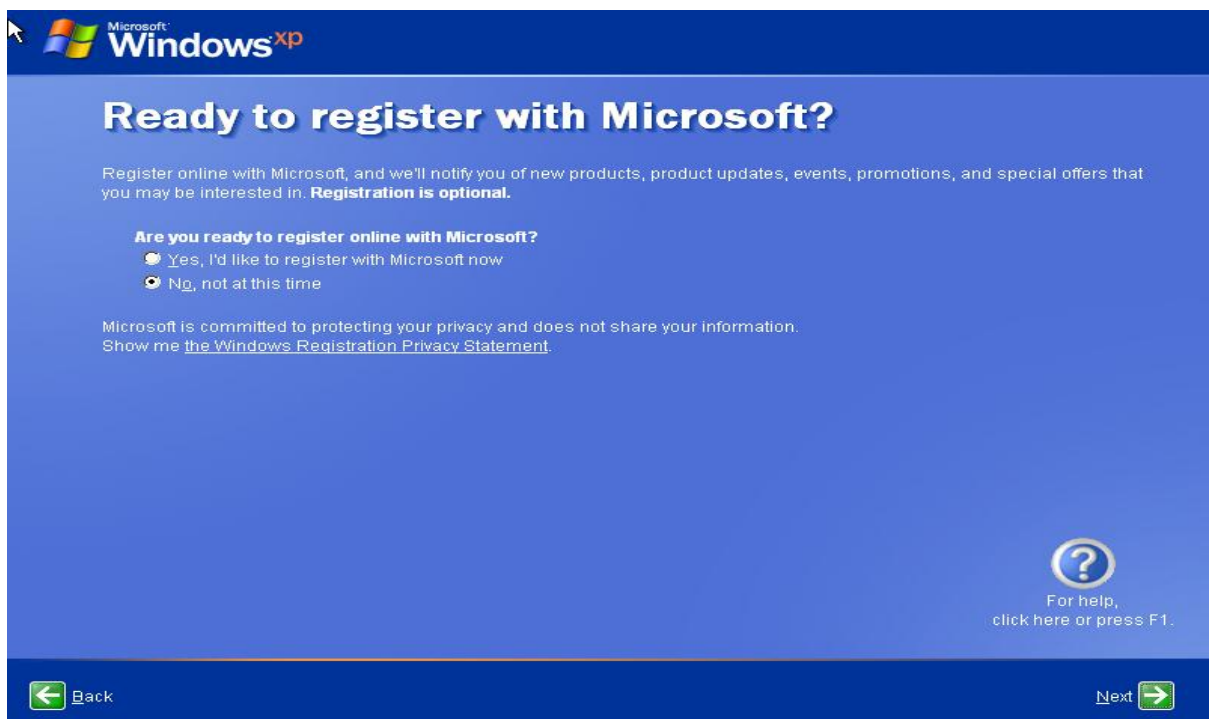 Microsoft
Windows xp
Ready to register with Microsoft?
Register online with Microsoft, and we'll notify you of new products, product updates, events, promotions, and special offers that
you may be interested in. Registration is optional.
Are you ready to register online with Microsoft?
Yes, I'd like to register with Microsoft now
No, not at this time
Microsoft is committed to protecting your privacy and does not share your information.
Show me the Windows Registration Privacy Statement.
?
For help,
click here or press F1.
Back
Next